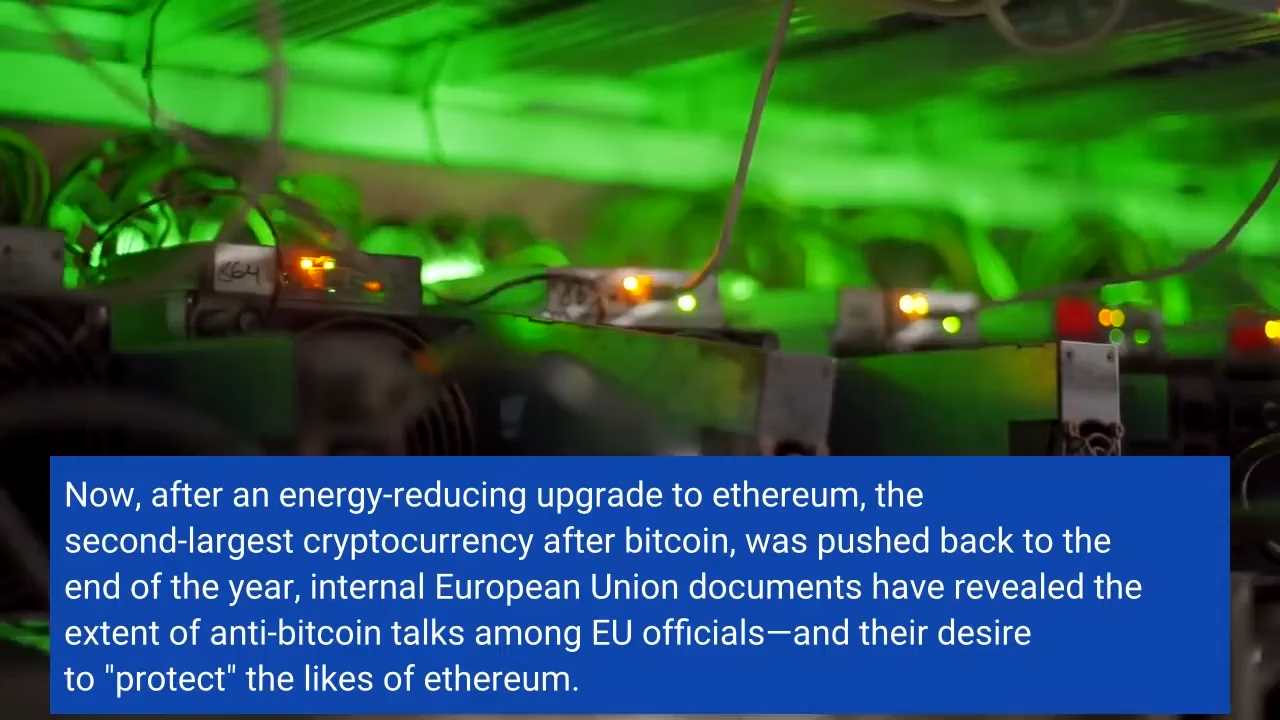 864
Now, after an energy-reducing upgrade to ethereum, the
second-largest cryptocurrency after bitcoin, was pushed back to the
end of the year, internal European Union documents have revealed the
extent of anti-bitcoin talks among EU officials—and their desire
to "protect" the likes of ethereum.